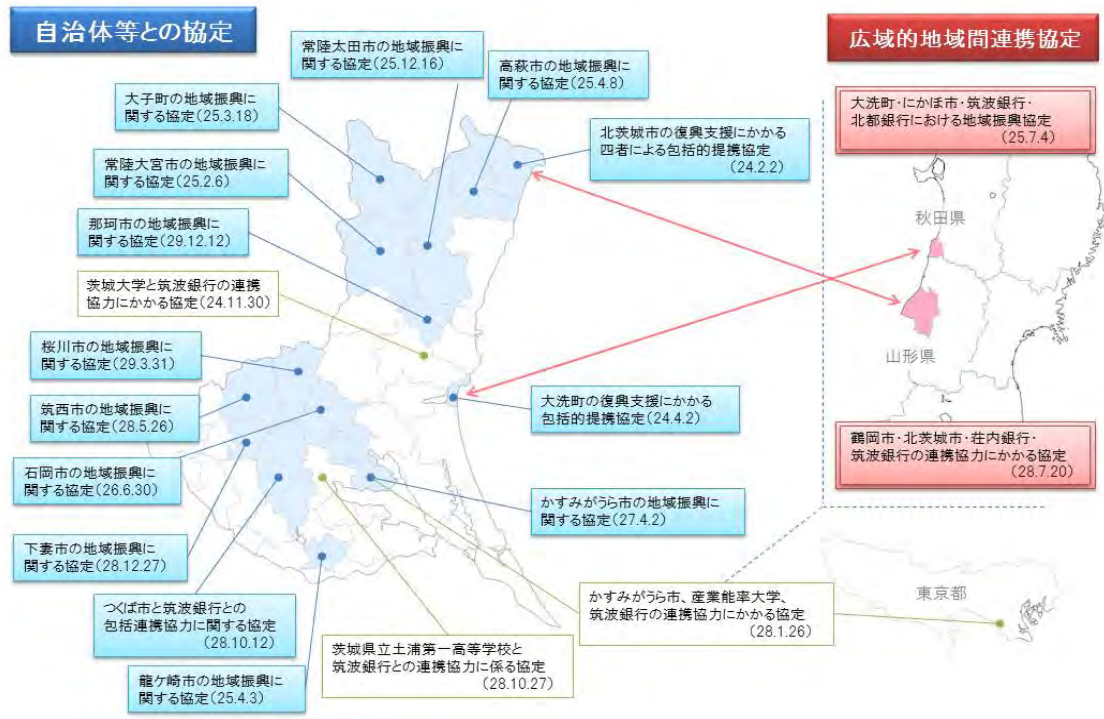 自治体等との協定
広域的地域間連携協定
常陸太田市の地域振興に
関する協定(25.12.16)
高萩市の地域振興に
関する協定(25.4.8)
大子町の地域振興に
関する協定(25.3.18)
北茨城市の復興支援にかかる
四者による包括的提携協定
(24.2.2)
常陸大宮市の地域振興に
関する協定(25.2.6)
那珂市の地域振興に
関する協定(29.12.12)
茨城大学と筑波銀行の連携
協力にかかる協定(24.11.30)
桜川市の地域振興に
関する協定(29.3.31)
筑西市の地域振興に
関する協定(28.5.26)
大洗町の復興支援にかかる
包括的提携協定(24.4.2)
石岡市の地域振興に
関する協定(26.6.30)
かすみがうら市の地域振興に
関する協定(27.4.2)
下妻市の地域振興に
関する協定(28.12.27)
つくば市と筑波銀行との
包括連携協力に関する協定
(28.10.12)
龍ケ崎市の地域振興に
関する協定(25.4.3)
茨城県立土浦第一高等学校と
筑波銀行との連携協力に係る協定
(28.10.27)
かすみがうら市、産業能率大学、
筑波銀行の連携協力にかかる協定
(28.1.26)
大洗町・にかほ市・筑波銀行・
北都銀行における地域振興協定
(25.7.4)
秋田県
山形県
鶴岡市・北茨城市・荘内銀行・
筑波銀行の連携協力にかかる協定
(28.7.20)
東京都